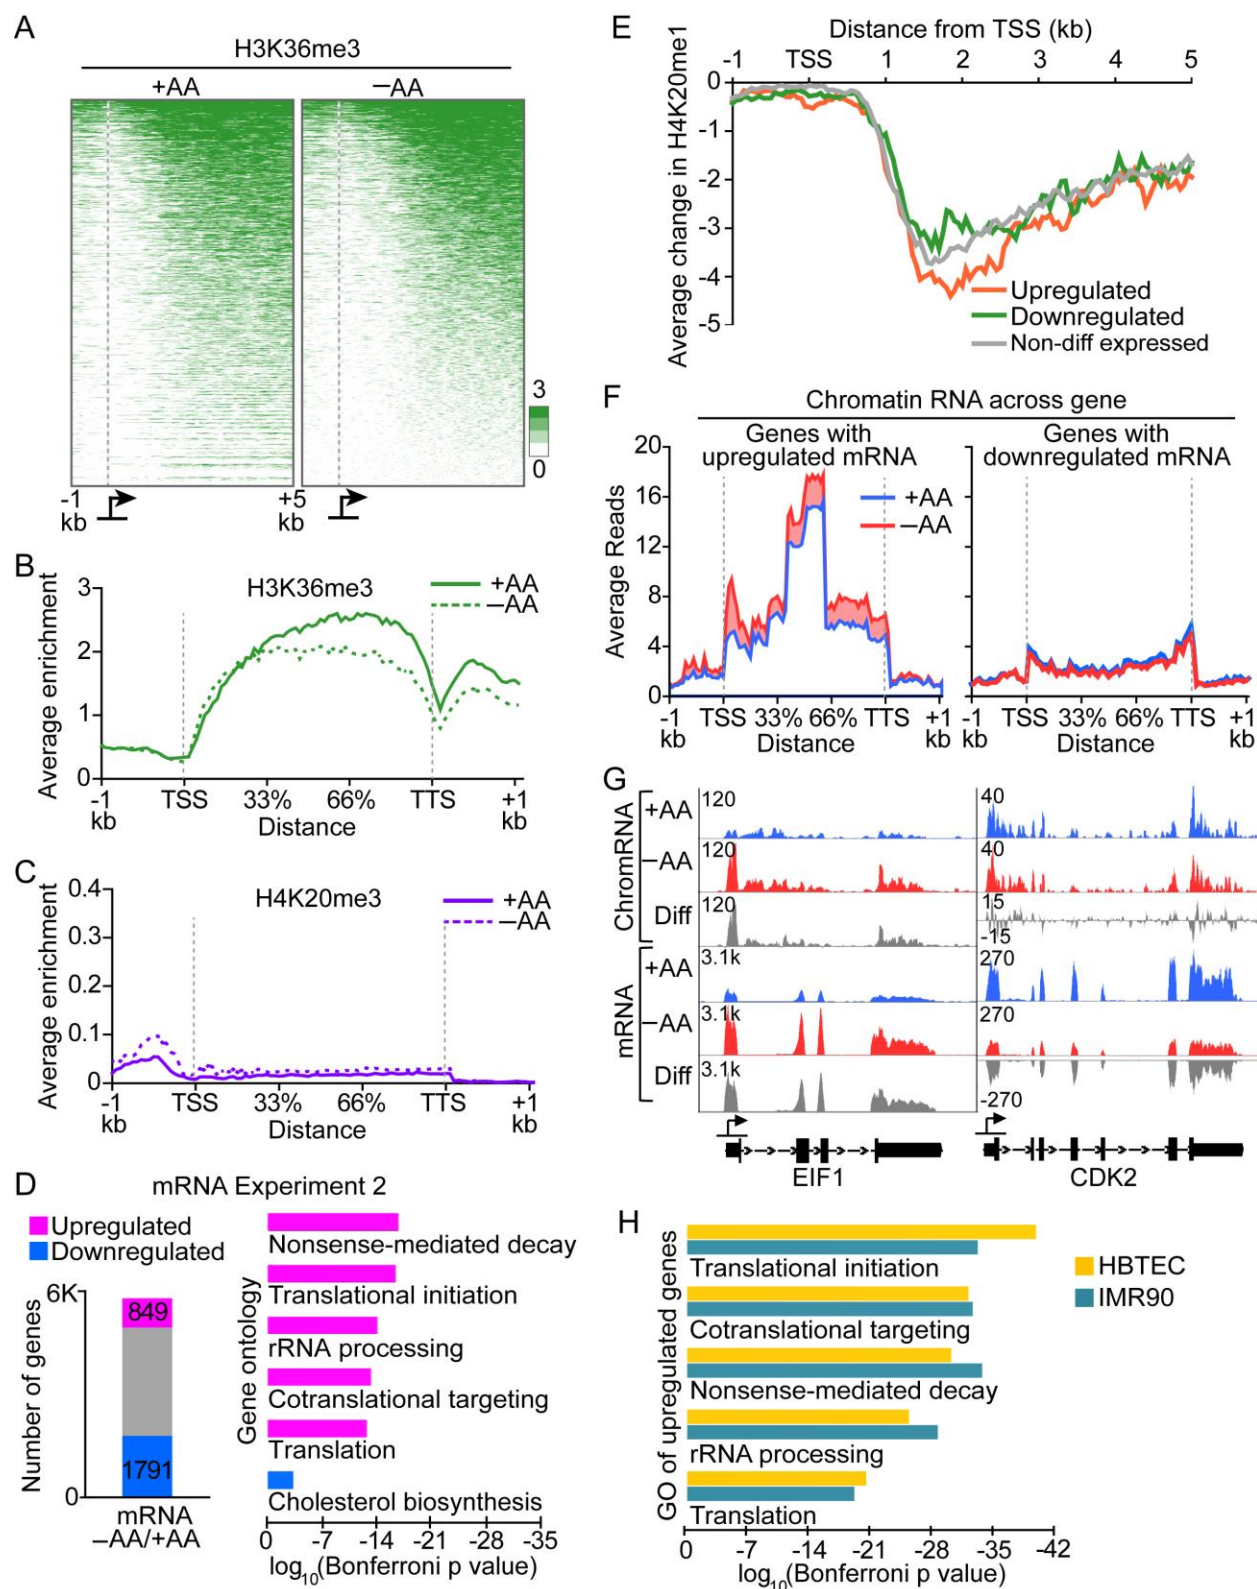 A
H3K36me3
+AA
–AA
3
0
-1
kb
+5
kb
B
H3K36me3
+AA
–AA
Average enrichment
3
2
1
0
-1
kb
TSS
33%
66%
TTS
+1
kb
Distance
C
H4K20me3
+AA
–AA
Average enrichment
0.4
0.3
0.2
0.1
0
-1
kb
TSS
33%
66%
TTS
+1
kb
Distance
D
mRNA Experiment 2
Upregulated
Downregulated
Number of genes
6K
0
849
1791
mRNA
–AA/+AA
Gene ontology
Nonsense-mediated decay
Translational initiation
rRNA processing
Cotranslational targeting
Translation
Cholesterol biosynthesis
0
-7
-14
-21
-28
-35
log10(Bonferroni p value)
E
Distance from TSS (kb)
-1
TSS
1
2
3
4
5
Average change in H4K20me1
0
-1
-2
-3
-4
-5
Upregulated
Downregulated
Non-diff expressed
F
Chromatin RNA across gene
Genes with
upregulated mRNA
Genes with
downregulated mRNA
+AA
–AA
Average Reads
20
16
12
8
4
0
-1
kb
TSS
33%
66%
TTS
+1
kb
Distance
-1
kb
TSS
33%
66%
TTS
+1
kb
Distance
G
ChromRNA
+AA
120
40
–AA
120
40
Diff
120
15
-15
mRNA
+AA
3.1k
270
–AA
3.1k
270
Diff
3.1k
-270
EIF1
CDK2
H
GO of upregulated genes
HBTEC
IMR90
Translational initiation
Cotranslational targeting
Nonsense-mediated decay
rRNA processing
Translation
0
-7
-14
-21
-28
-35
-42
log10(Bonferroni p value)